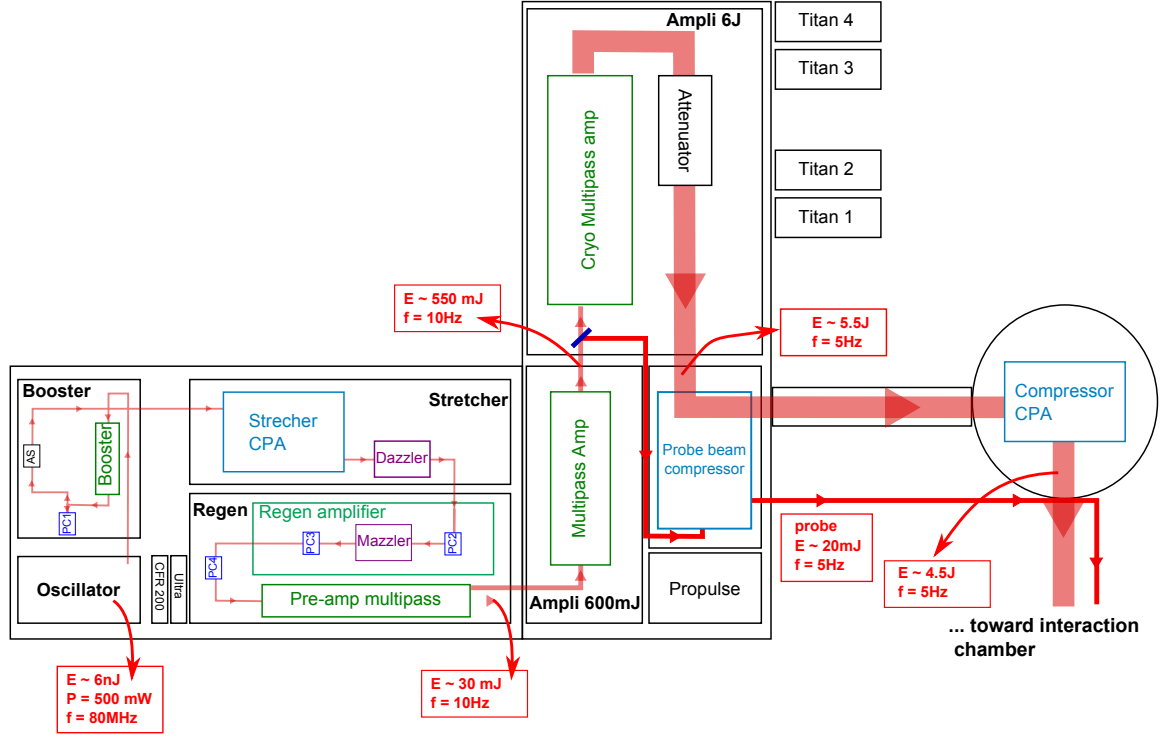 Ampli 6J
Titan 4
Titan 3
Titan 2
Titan 1
Attenuator
Cryo Multipass amp
E ~ 550 mJ
f = 10Hz
E ~ 5.5J
f = 5Hz
Booster
AS
Booster
PC1
Strecher
CPA
Stretcher
Dazzler
Multipass Amp
Probe beam
compressor
Compressor
CPA
Regen
Regen amplifier
PC4
PC3
Mazzler
PC2
Pre-amp multipass
Oscillator
CFR 200
Ultra
Ampli 600mJ
Propulse
probe
E ~ 20mJ
f = 5Hz
E ~ 4.5J
f = 5Hz
... toward interaction
chamber
E ~ 6nJ
P = 500 mW
f = 80MHz
E ~ 30 mJ
f = 10Hz